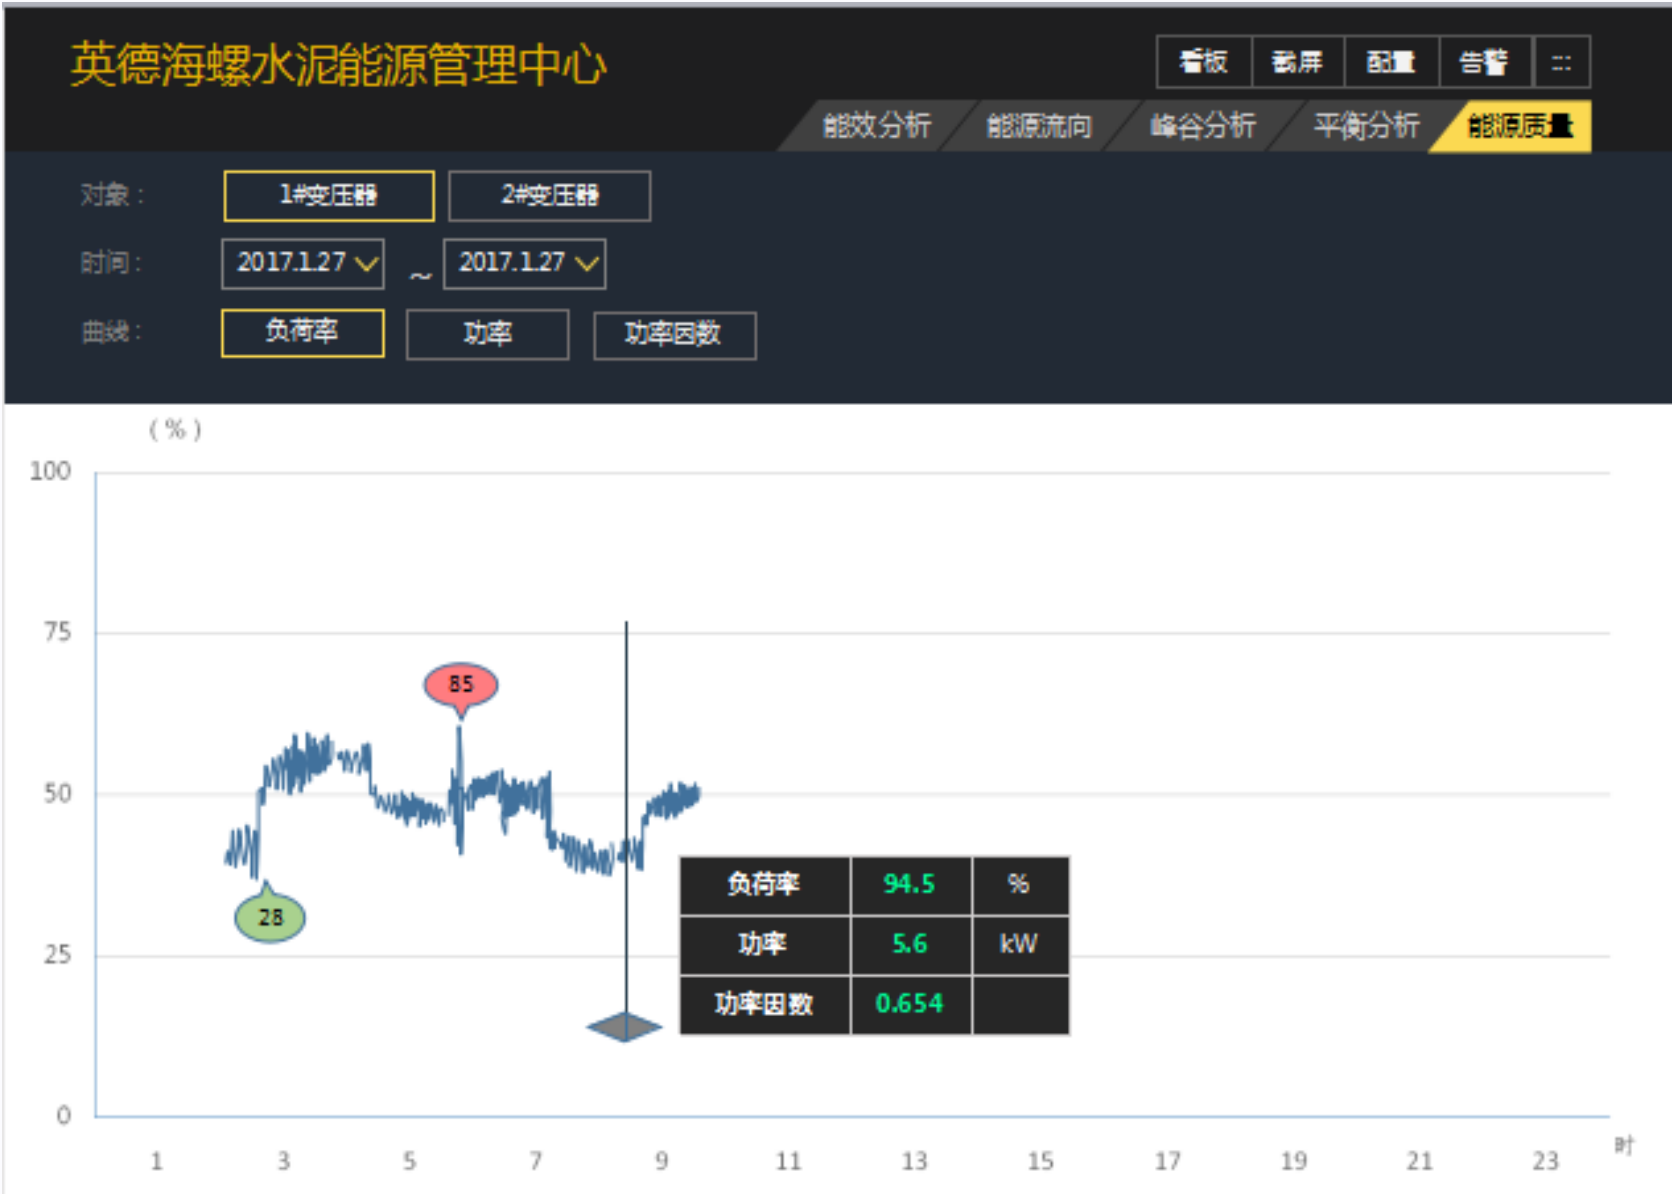 英德海螺水泥能源管理中心
看板 截屏 配置 告警 :::
能效分析 能源流向 峰谷分析 平衡分析 能源质量
对象： 1#变压器 2#变压器
时间： 2017.1.27 ~ 2017.1.27
曲线： 负荷率 功率 功率因数
（%）
100
75
85
50
负荷率 94.5 %
28
功率 5.6 kW
25
功率因数 0.654
0
时
1 3 5 7 9 11 13 15 17 19 21 23